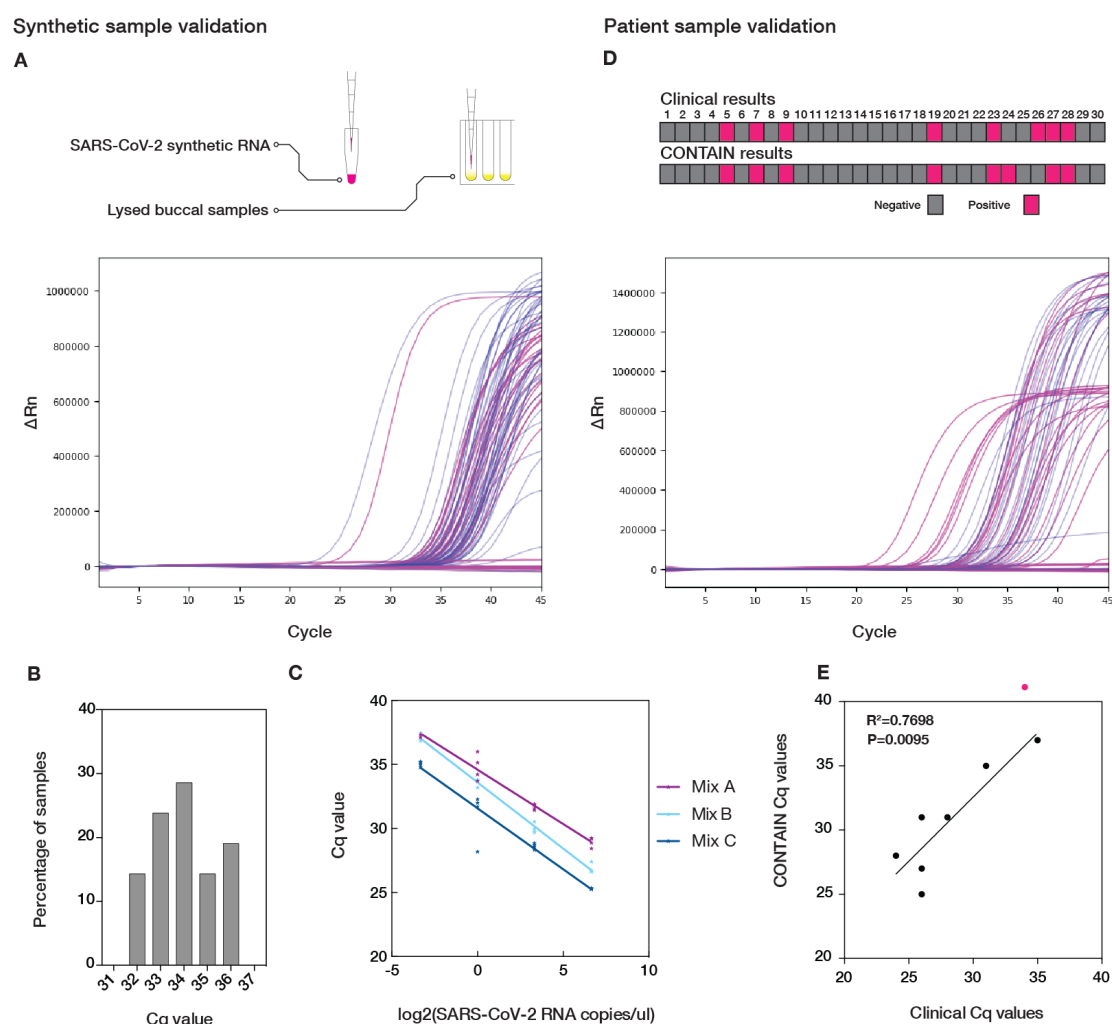 Synthetic sample validation
A
SARS-CoV-2 synthetic RNA
Lysed buccal samples
1000000
800000
600000
400000
200000
0
ΔRn
5 10 15 20 25 30 35 40 45
Cycle
Patient sample validation
D
Clinical results
1 2 3 4 5 6 7 8 9 10 11 12 13 14 15 16 17 18 19 20 21 22 23 24 25 26 27 28 29 30
CONTAIN results
Negative Positive
1400000
1200000
1000000
800000
600000
400000
200000
0
ΔRn
5 10 15 20 25 30 35 40 45
Cycle
B
40
30
20
10
0
Percentage of samples
31 32 33 34 35 36 37
Cq value
C
40
35
30
25
20
Cq value
-5 0 5 10
log2(SARS-CoV-2 RNA copies/ul)
Mix A
Mix B
Mix C
E
40
35
30
25
20
CONTAIN Cq values
R²=0.7698
P=0.0095
20 25 30 35 40
Clinical Cq values